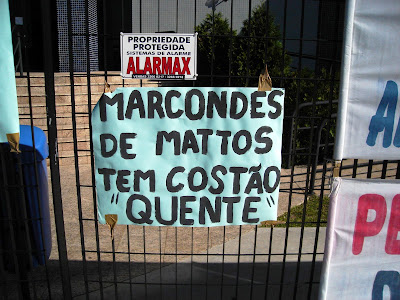 PROPRIEDADE
PROTEGIDA
SISTEMAS DE ALARME
ALARMAX
MARCONDES
DE MATTOS
TEM COSTÃO
"QUENTE"